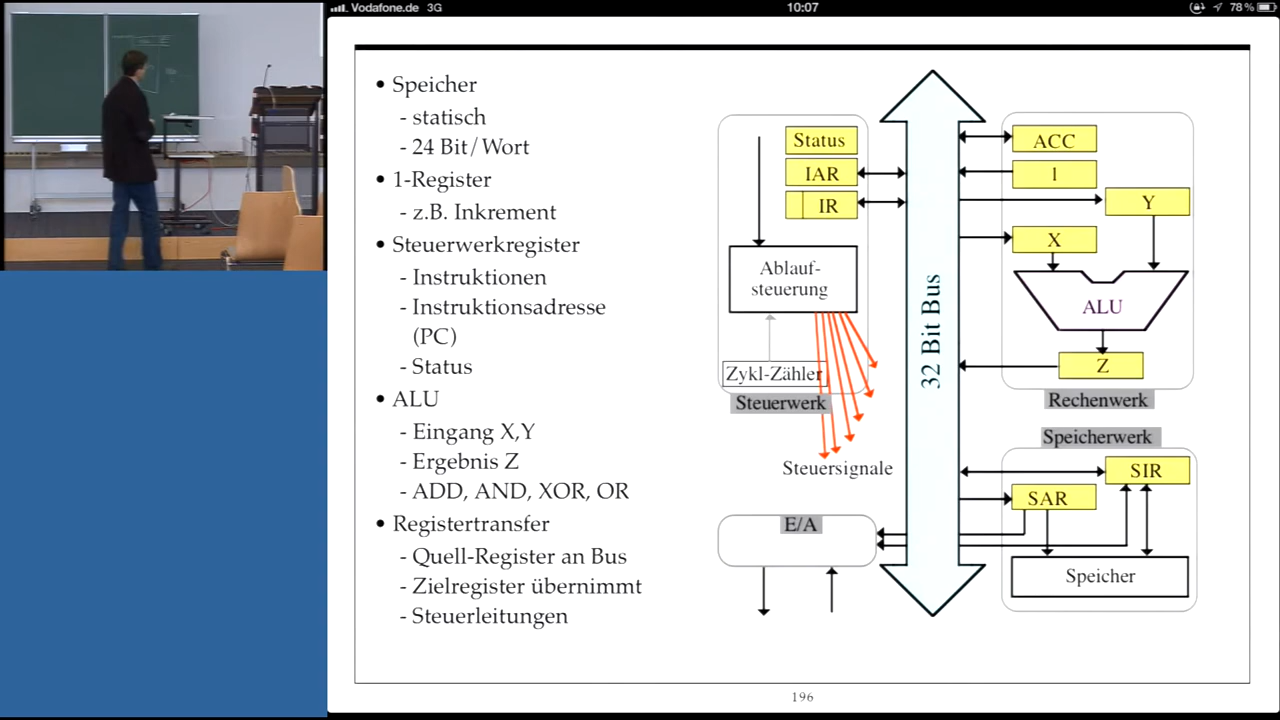 Vodafone.de 3G
10:07
78 %
• Speicher
- statisch
- 24 Bit/Wort
• 1-Register
- z.B. Inkrement
• Steuerwerkregister
- Instruktionen
- Instruktionsadresse
(PC)
- Status
• ALU
- Eingang X,Y
- Ergebnis Z
- ADD, AND, XOR, OR
• Registertransfer
- Quell-Register an Bus
- Zielregister übernimmt
- Steuerleitungen
Status
IAR
IR
Ablauf-
steuerung
Zykl-Zähler
Steuerwerk
Steuersignale
E/A
32 Bit Bus
ACC
1
Y
X
ALU
Z
Rechenwerk
Speicherwerk
SIR
SAR
Speicher
196